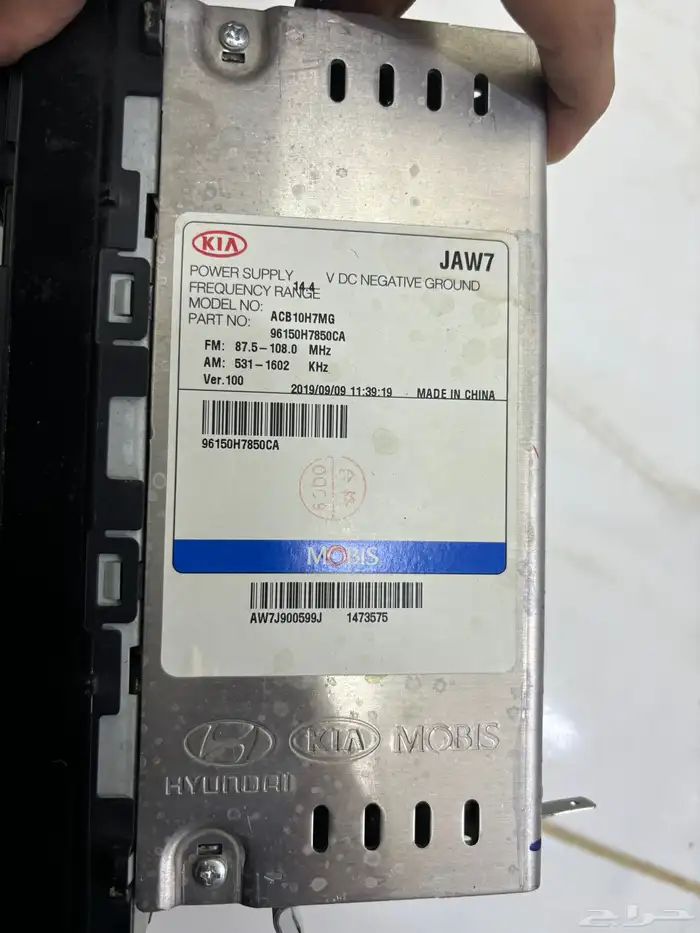 KIA
JAW7
POWER SUPPLY 14.4 V DC NEGATIVE GROUND
FREQUENCY RANGE
MODEL NO: ACB10H7MG
PART NO: 96150H7850CA
FM: 87.5-108.0 MHz
AM: 531-1602 KHz
Ver.100
2019/09/09 11:39:19 MADE IN CHINA
96150H7850CA
MOBIS
AW7J900599J 1473575
HYUNDAI KIA MOBIS
حراج